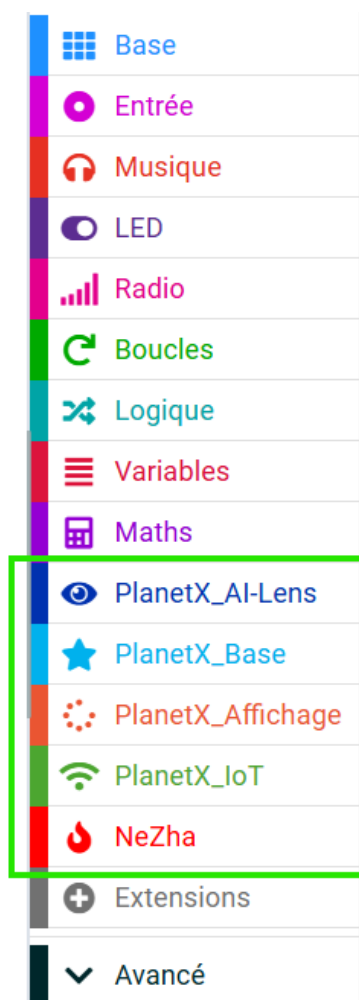 Base
Entrée
Musique
LED
Radio
Boucles
Logique
Variables
Maths
PlanetX_AI-Lens
PlanetX_Base
PlanetX_Affichage
PlanetX_IoT
NeZha
Extensions
Avancé